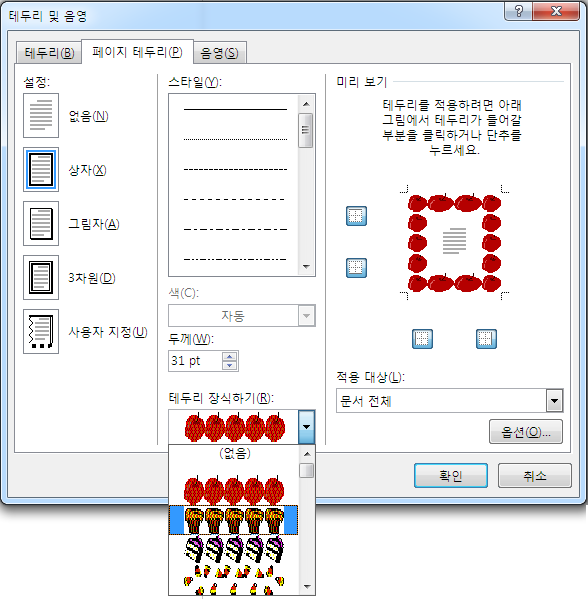 테두리 및 음영
테두리(B)
페이지 테두리(P)
음영(S)
설정:
없음(N)
상자(X)
그림자(A)
3차원(D)
사용자 지정(U)
스타일(Y):
색(C):
자동
두께(W):
31 pt
테두리 장식하기(R):
(없음)
미리 보기
테두리를 적용하려면 아래
그림에서 테두리가 들어갈
부분을 클릭하거나 단추를
누르세요.
적용 대상(L):
문서 전체
옵션(O)...
확인
취소